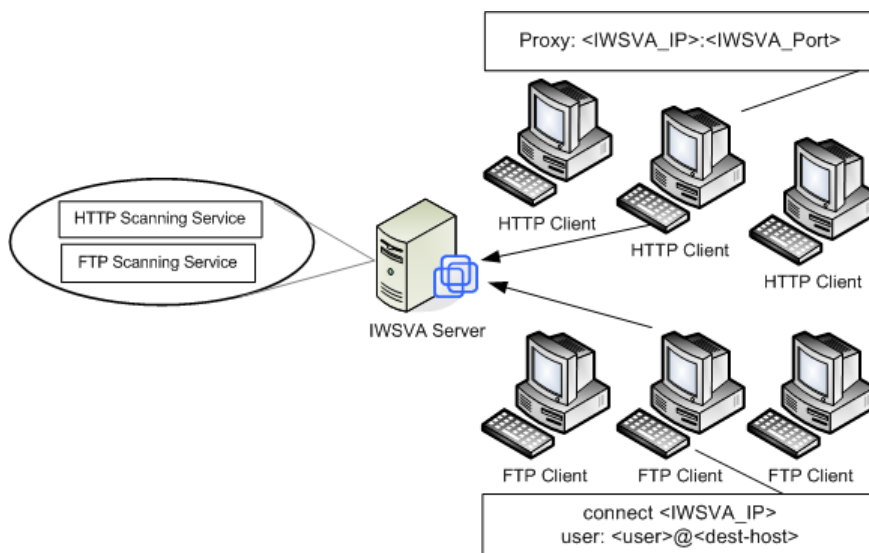 Proxy: <IWSVA_IP>:<IWSVA_Port>
HTTP Client
HTTP Client
HTTP Client
HTTP Scanning Service
FTP Scanning Service
IWSVA Server
FTP Client
FTP Client
FTP Client
connect <IWSVA_IP>
user: <user>@<dest-host>